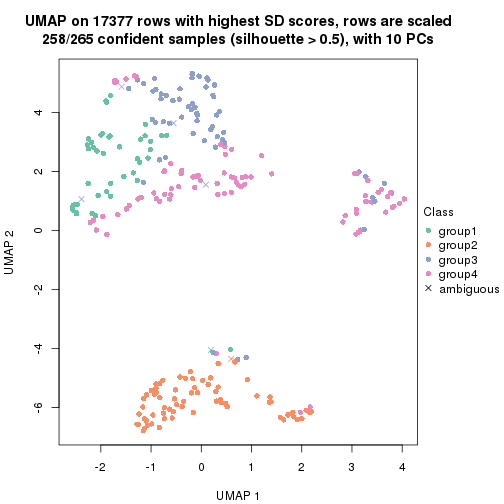 UMAP on 17377 rows with highest SD scores, rows are scaled
258/265 confident samples (silhouette > 0.5), with 10 PCs
4
2
0
-2
-4
-6
UMAP 2
-2
-1
0
1
2
3
4
UMAP 1
Class
group1
group2
group3
group4
ambiguous